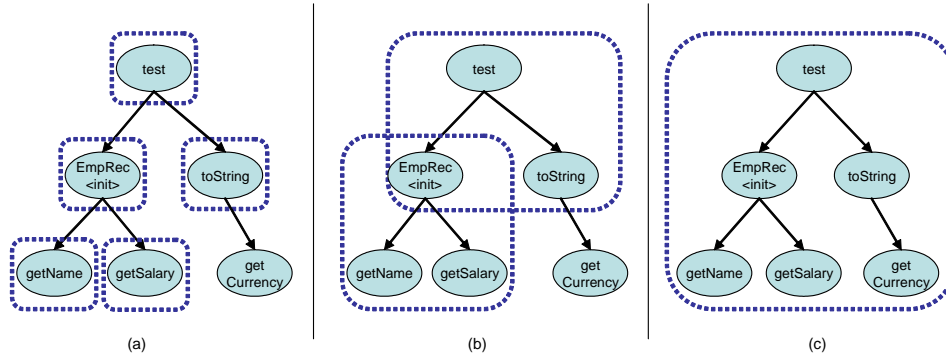 test
EmpRec
<init>
toString
getName
getSalary
get
Currency
(a)
test
EmpRec
<init>
toString
getName
getSalary
get
Currency
(b)
test
EmpRec
<init>
toString
getName
getSalary
get
Currency
(c)